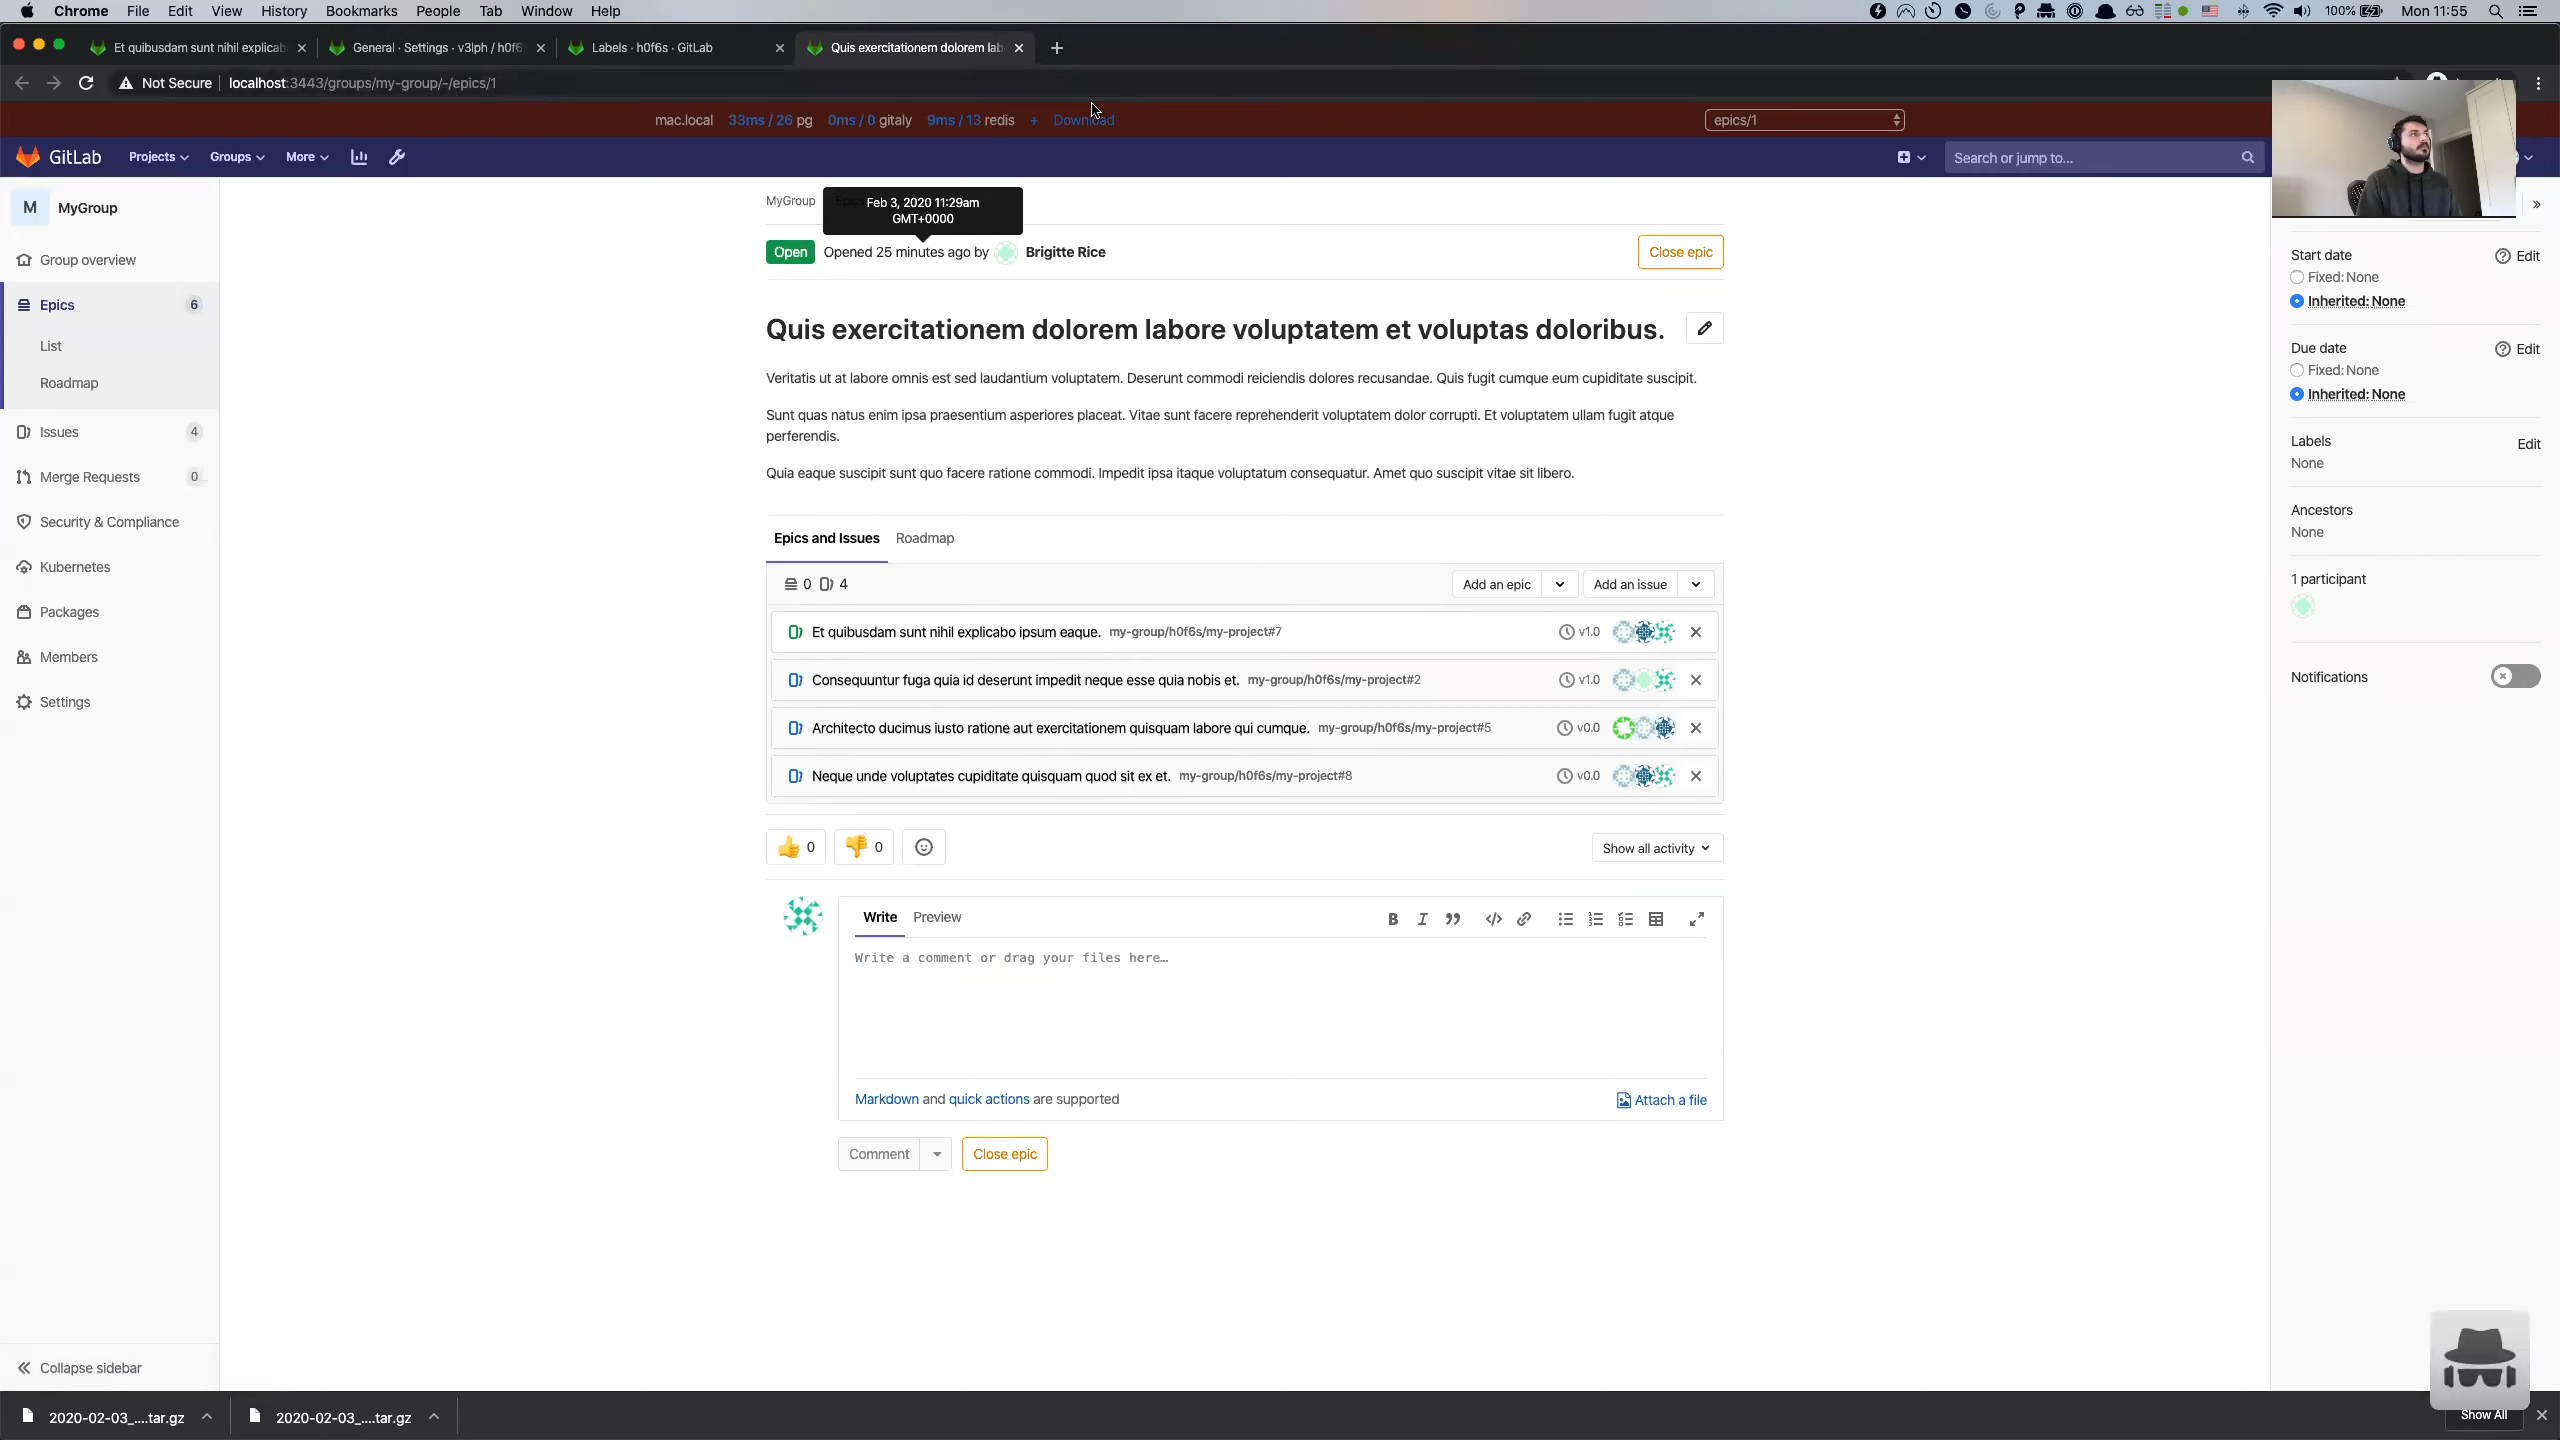 Chrome File Edit View History Bookmarks People Tab Window Help
100% Mon 11:55
Et quibusdam sunt nihil explicab
General · Settings · v3lph / h0f6s
Labels · h0f6s · GitLab
Quis exercitationem dolorem lab
Not Secure localhost:3443/groups/my-group/-/epics/1
mac.local 33ms / 26 pg 0ms / 0 gitaly 9ms / 13 redis + Download epics/1
GitLab Projects Groups More Search or jump to...
M MyGroup
Group overview
Epics 6
List
Roadmap
Issues 4
Merge Requests 0
Security & Compliance
Kubernetes
Packages
Members
Settings
Collapse sidebar
MyGroup
Feb 3, 2020 11:29am
GMT+0000
Open Opened 25 minutes ago by Brigitte Rice Close epic
Quis exercitationem dolorem labore voluptatem et voluptas doloribus.
Veritatis ut at labore omnis est sed laudantium voluptatem. Deserunt commodi reiciendis dolores recusandae. Quis fugit cumque eum cupiditate suscipit.
Sunt quas natus enim ipsa praesentium asperiores placeat. Vitae sunt facere reprehenderit voluptatem dolor corrupti. Et voluptatem ullam fugit atque
perferendis.
Quia eaque suscipit sunt quo facere ratione commodi. Impedit ipsa itaque voluptatum consequatur. Amet quo suscipit vitae sit libero.
Epics and Issues Roadmap
0 4 Add an epic Add an issue
Et quibusdam sunt nihil explicabo ipsum eaque. my-group/h0f6s/my-project#7 v1.0
Consequuntur fuga quia id deserunt impedit neque esse quia nobis et. my-group/h0f6s/my-project#2 v1.0
Architecto ducimus iusto ratione aut exercitationem quisquam labore qui cumque. my-group/h0f6s/my-project#5 v0.0
Neque unde voluptates cupiditate quisquam quod sit ex et. my-group/h0f6s/my-project#8 v0.0
0 0 Show all activity
Write Preview
Write a comment or drag your files here…
Markdown and quick actions are supported Attach a file
Comment Close epic
Start date Edit
Fixed: None
Inherited: None
Due date Edit
Fixed: None
Inherited: None
Labels Edit
None
Ancestors
None
1 participant
Notifications
2020-02-03_....tar.gz 2020-02-03_....tar.gz Show All